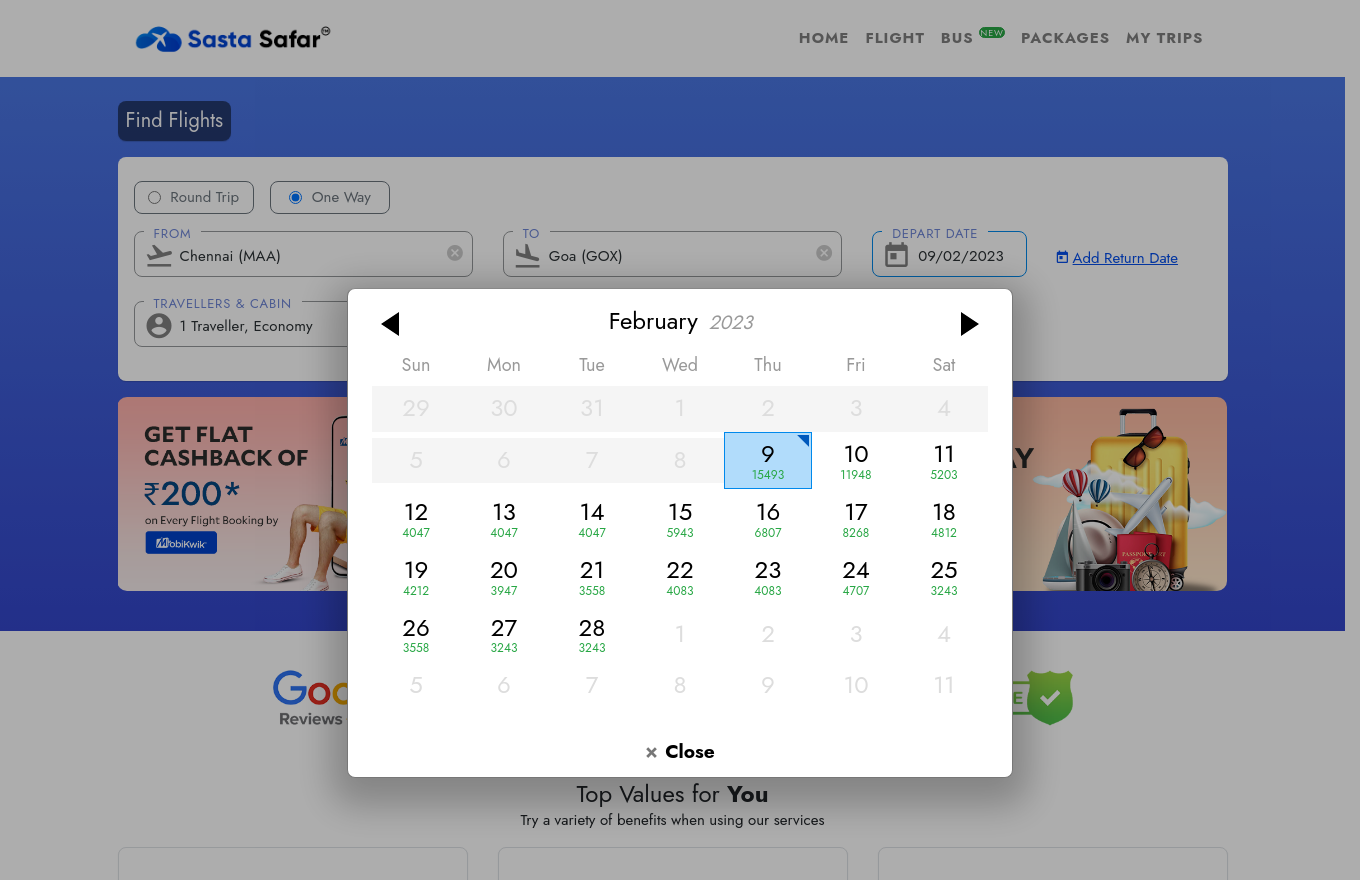 Sasta Safar TM
HOME FLIGHT BUS NEW PACKAGES MY TRIPS
Find Flights
Round Trip One Way
FROM TO DEPART DATE
Chennai (MAA) Goa (GOX) 09/02/2023 Add Return Date
TRAVELLERS & CABIN
1 Traveller, Economy
February 2023
Sun Mon Tue Wed Thu Fri Sat
29 30 31 1 2 3 4
5 6 7 8 9 10 11
15493 11948 5203
12 13 14 15 16 17 18
4047 4047 4047 5943 6807 8268 4812
19 20 21 22 23 24 25
4212 3947 3558 4083 4083 4707 3243
26 27 28 1 2 3 4
3558 3243 3243
5 6 7 8 9 10 11
× Close
GET FLAT
CASHBACK OF
₹200*
on Every Flight Booking by
MobiKwik
AY
PASSPORT
Goo
Reviews
E
Top Values for You
Try a variety of benefits when using our services